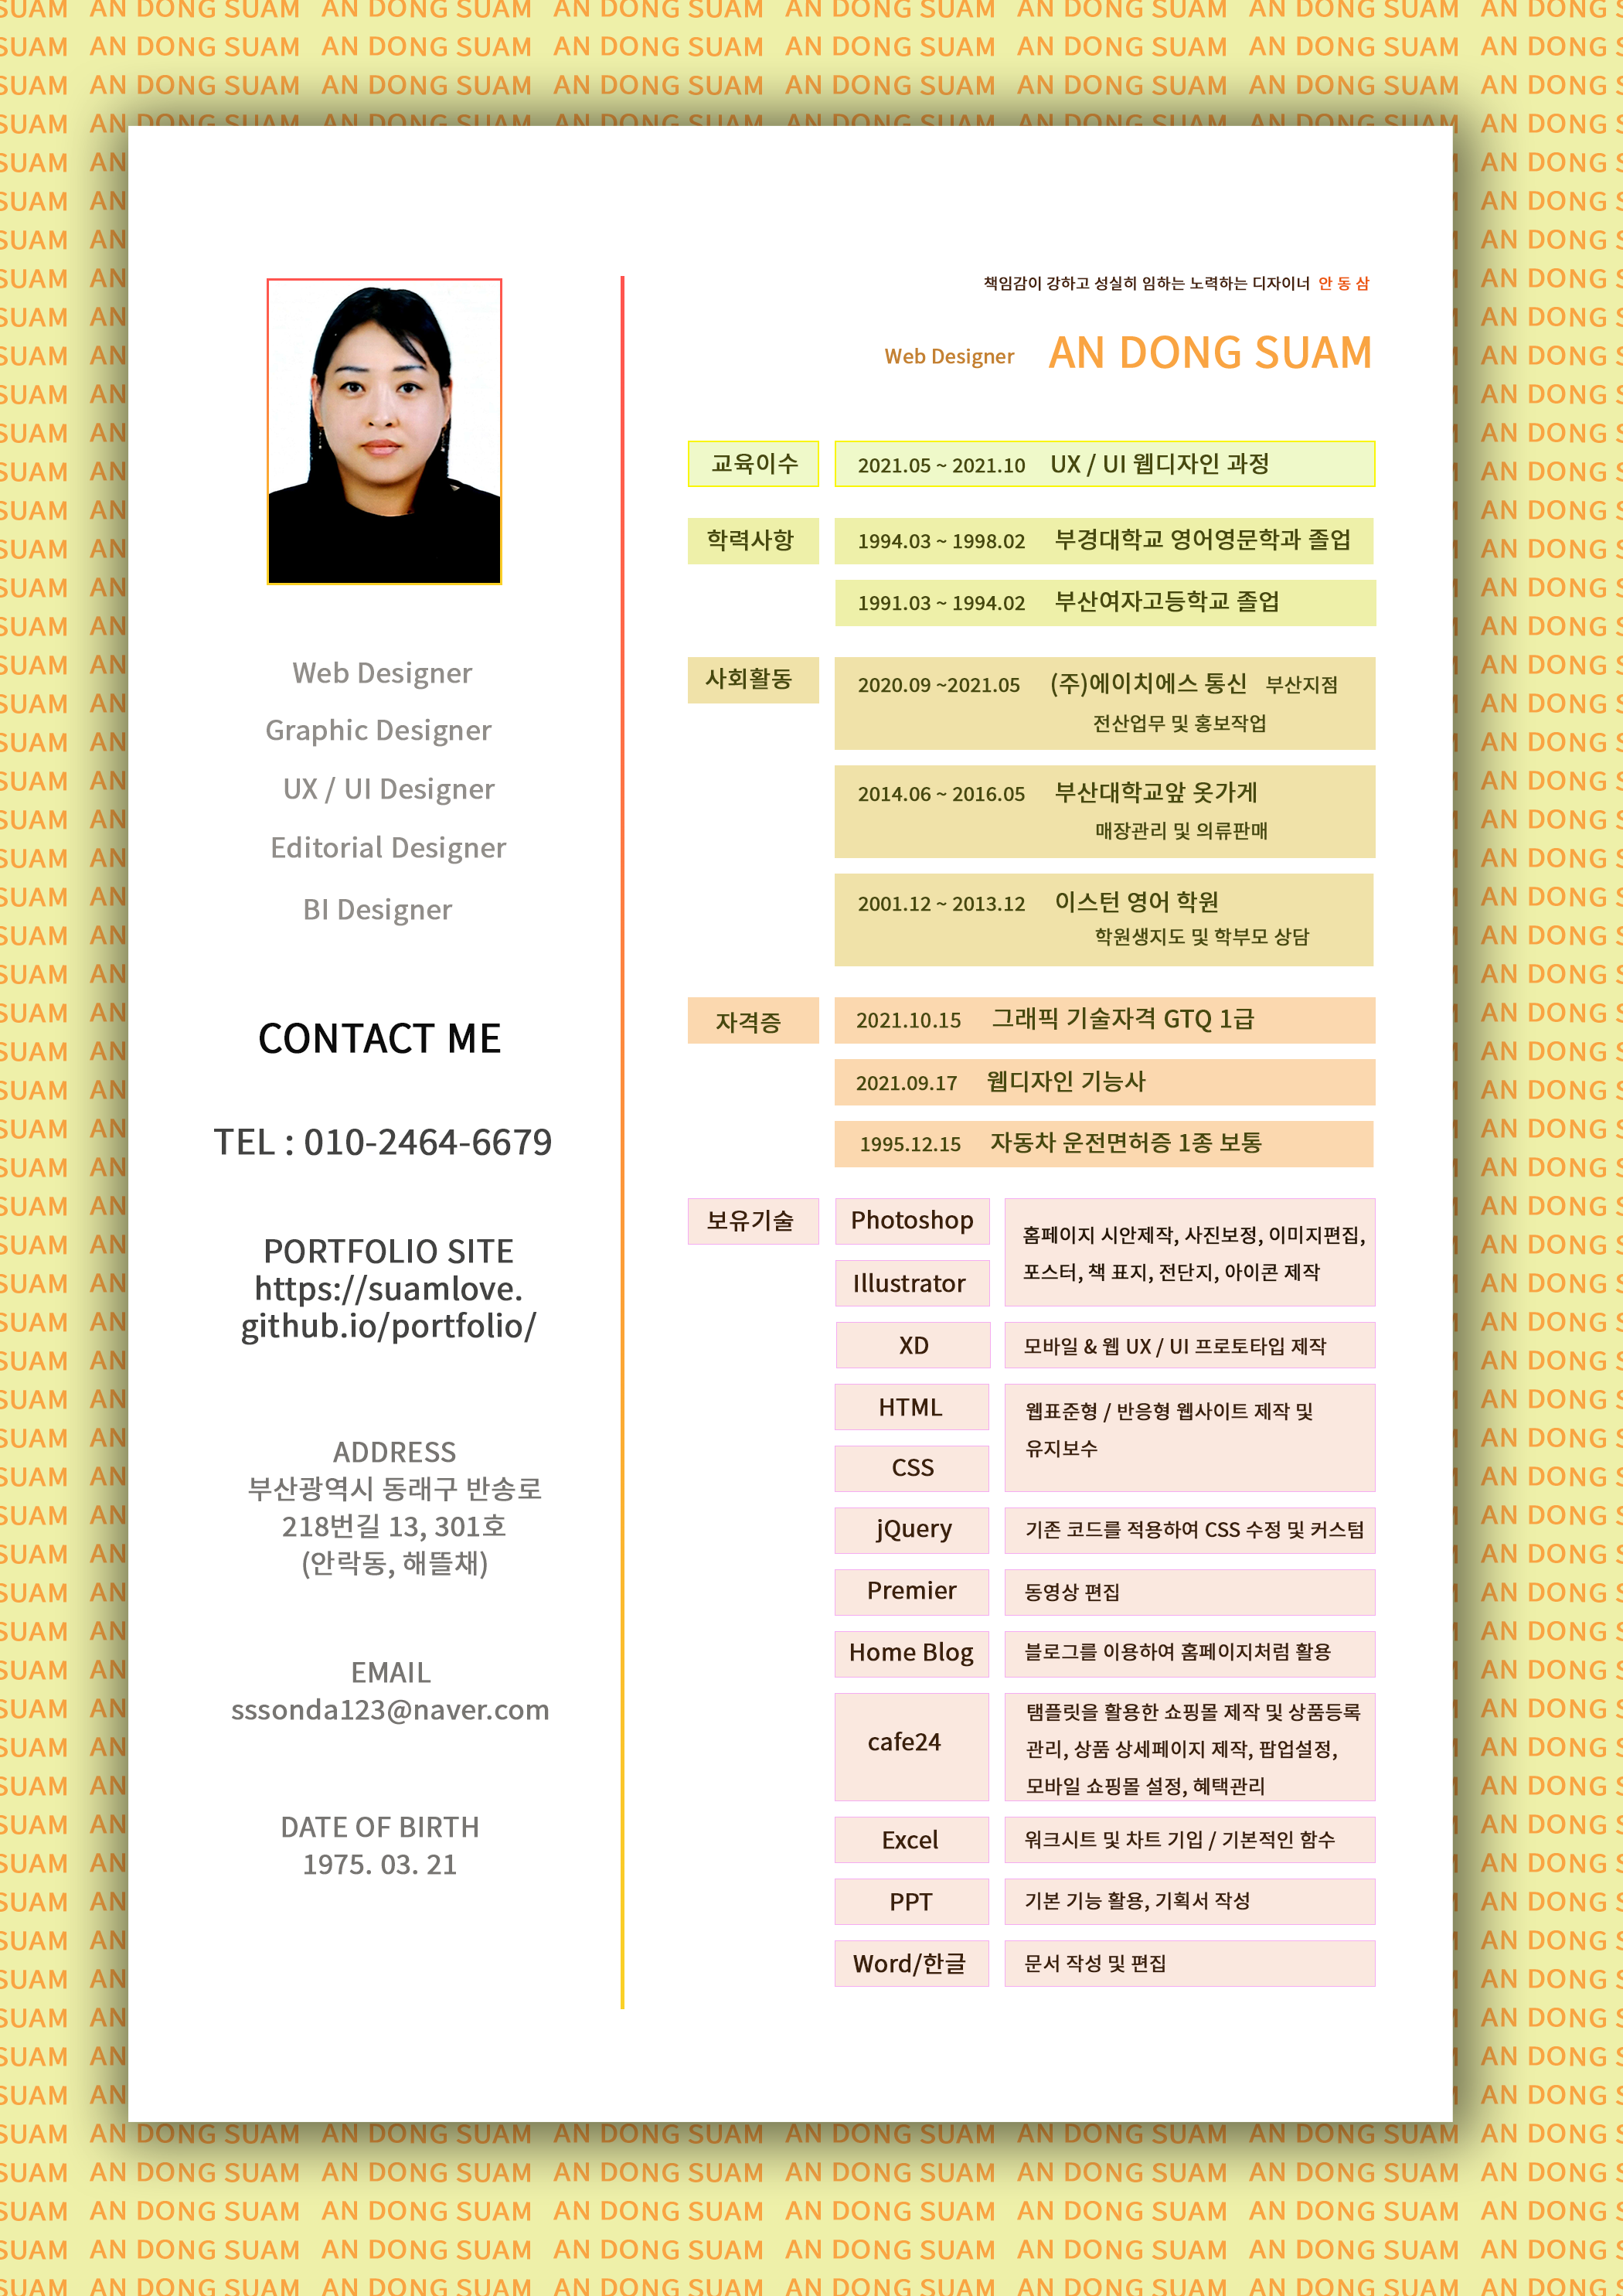 AN DONG SUAM
Web Designer
Graphic Designer
UX / UI Designer
Editorial Designer
BI Designer
CONTACT ME
TEL : 010-2464-6679
PORTFOLIO SITE
https://suamlove.
github.io/portfolio/
ADDRESS
부산광역시 동래구 반송로
218번길 13, 301호
(안락동, 해뜰채)
EMAIL
sssonda123@naver.com
DATE OF BIRTH
1975. 03. 21
책임감이 강하고 성실히 임하는 노력하는 디자이너 안 동 삼
Web Designer AN DONG SUAM
교육이수 2021.05 ~ 2021.10 UX / UI 웹디자인 과정
학력사항 1994.03 ~ 1998.02 부경대학교 영어영문학과 졸업
1991.03 ~ 1994.02 부산여자고등학교 졸업
사회활동 2020.09 ~2021.05 (주)에이치에스 통신 부산지점
전산업무 및 홍보작업
2014.06 ~ 2016.05 부산대학교앞 옷가게
매장관리 및 의류판매
2001.12 ~ 2013.12 이스턴 영어 학원
학원생지도 및 학부모 상담
자격증 2021.10.15 그래픽 기술자격 GTQ 1급
2021.09.17 웹디자인 기능사
1995.12.15 자동차 운전면허증 1종 보통
보유기술
Photoshop
Illustrator
홈페이지 시안제작, 사진보정, 이미지편집,
포스터, 책 표지, 전단지, 아이콘 제작
XD 모바일 & 웹 UX / UI 프로토타입 제작
HTML
CSS
웹표준형 / 반응형 웹사이트 제작 및
유지보수
jQuery 기존 코드를 적용하여 CSS 수정 및 커스텀
Premier 동영상 편집
Home Blog 블로그를 이용하여 홈페이지처럼 활용
cafe24
탬플릿을 활용한 쇼핑몰 제작 및 상품등록
관리, 상품 상세페이지 제작, 팝업설정,
모바일 쇼핑몰 설정, 혜택관리
Excel 워크시트 및 차트 기입 / 기본적인 함수
PPT 기본 기능 활용, 기획서 작성
Word/한글 문서 작성 및 편집